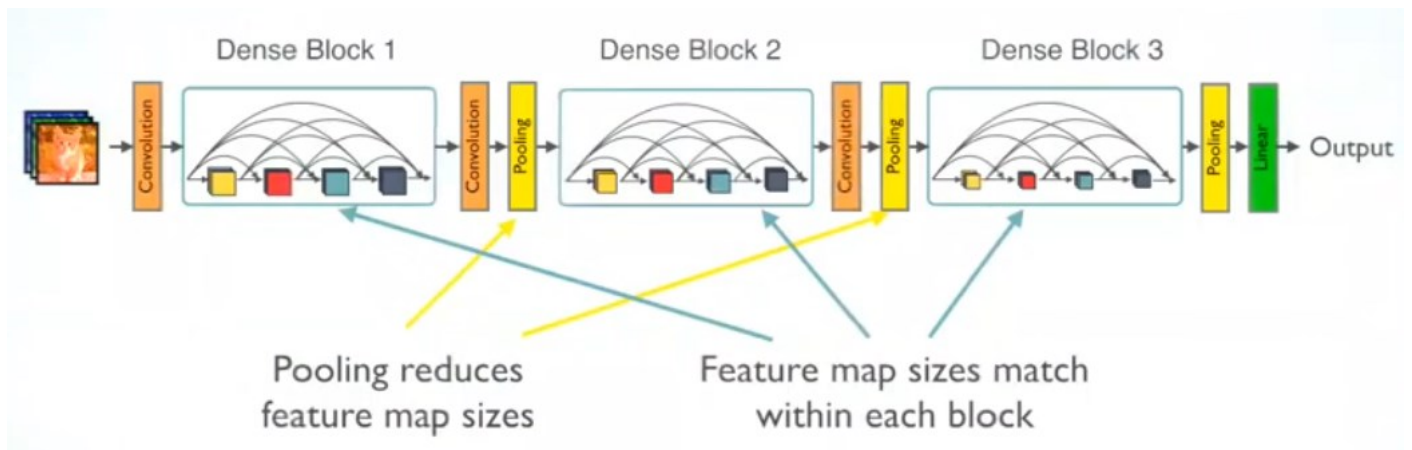 Dense Block 1
Dense Block 2
Dense Block 3
Convolution
Convolution
Pooling
Convolution
Pooling
Pooling
Linear
Output
Pooling reduces
feature map sizes
Feature map sizes match
within each block